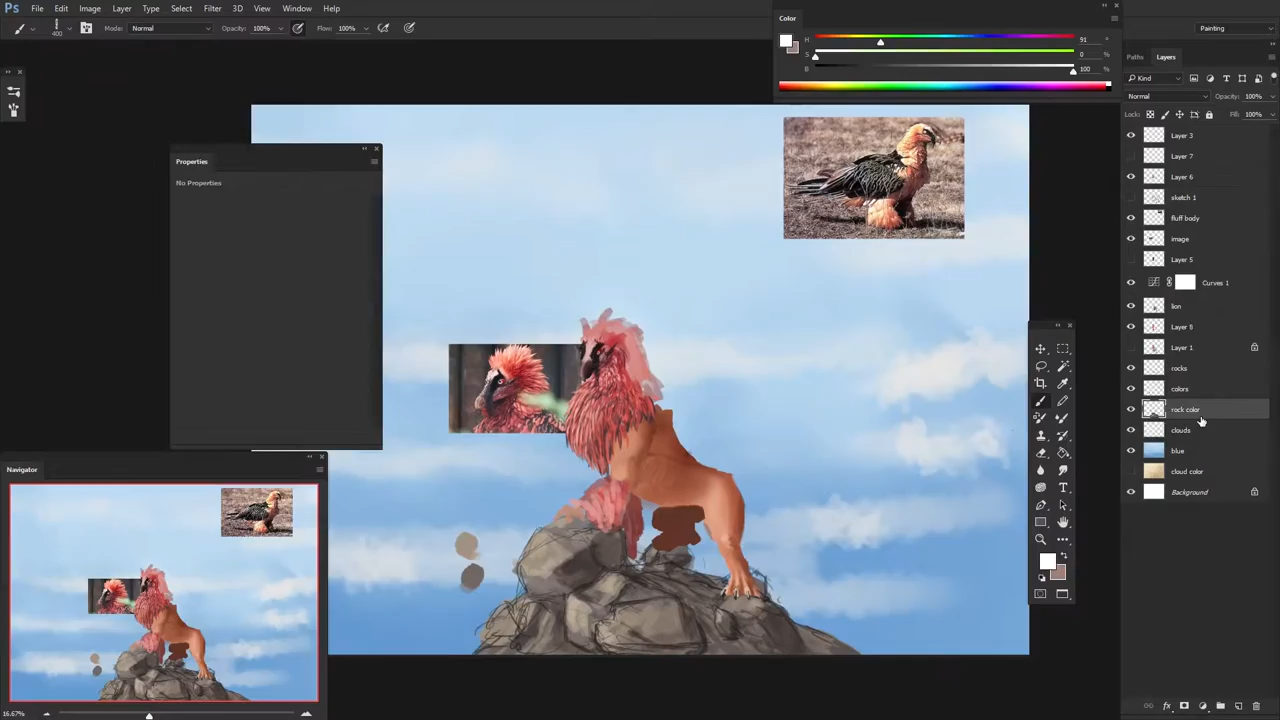 Ps File Edit Image Layer Type Select Filter 3D View Window Help
400 Mode: Normal Opacity: 100% Flow: 100%
Color
H 91
S 0 %
B 100 %
Painting
Paths Layers
Kind
Normal Opacity: 100%
Lock: Fill: 100%
Layer 3
Layer 7
Layer 6
sketch 1
fluff body
image
Layer 5
Curves 1
lion
Layer 8
Layer 1
rocks
colors
rock color
clouds
blue
cloud color
Background
Properties
No Properties
Navigator
16.67%